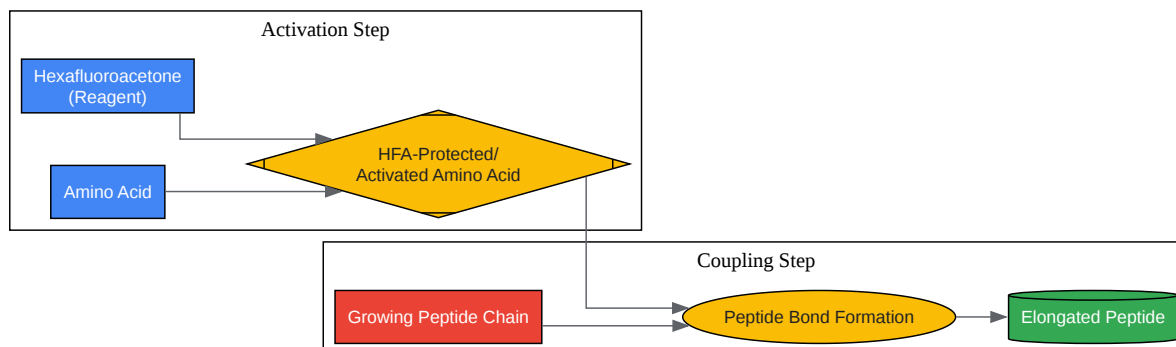 Activation Step
Hexafluoroacetone
(Reagent)
HFA-Protected/
Activated Amino Acid
Amino Acid
Coupling Step
Growing Peptide Chain
Peptide Bond Formation
Elongated Peptide